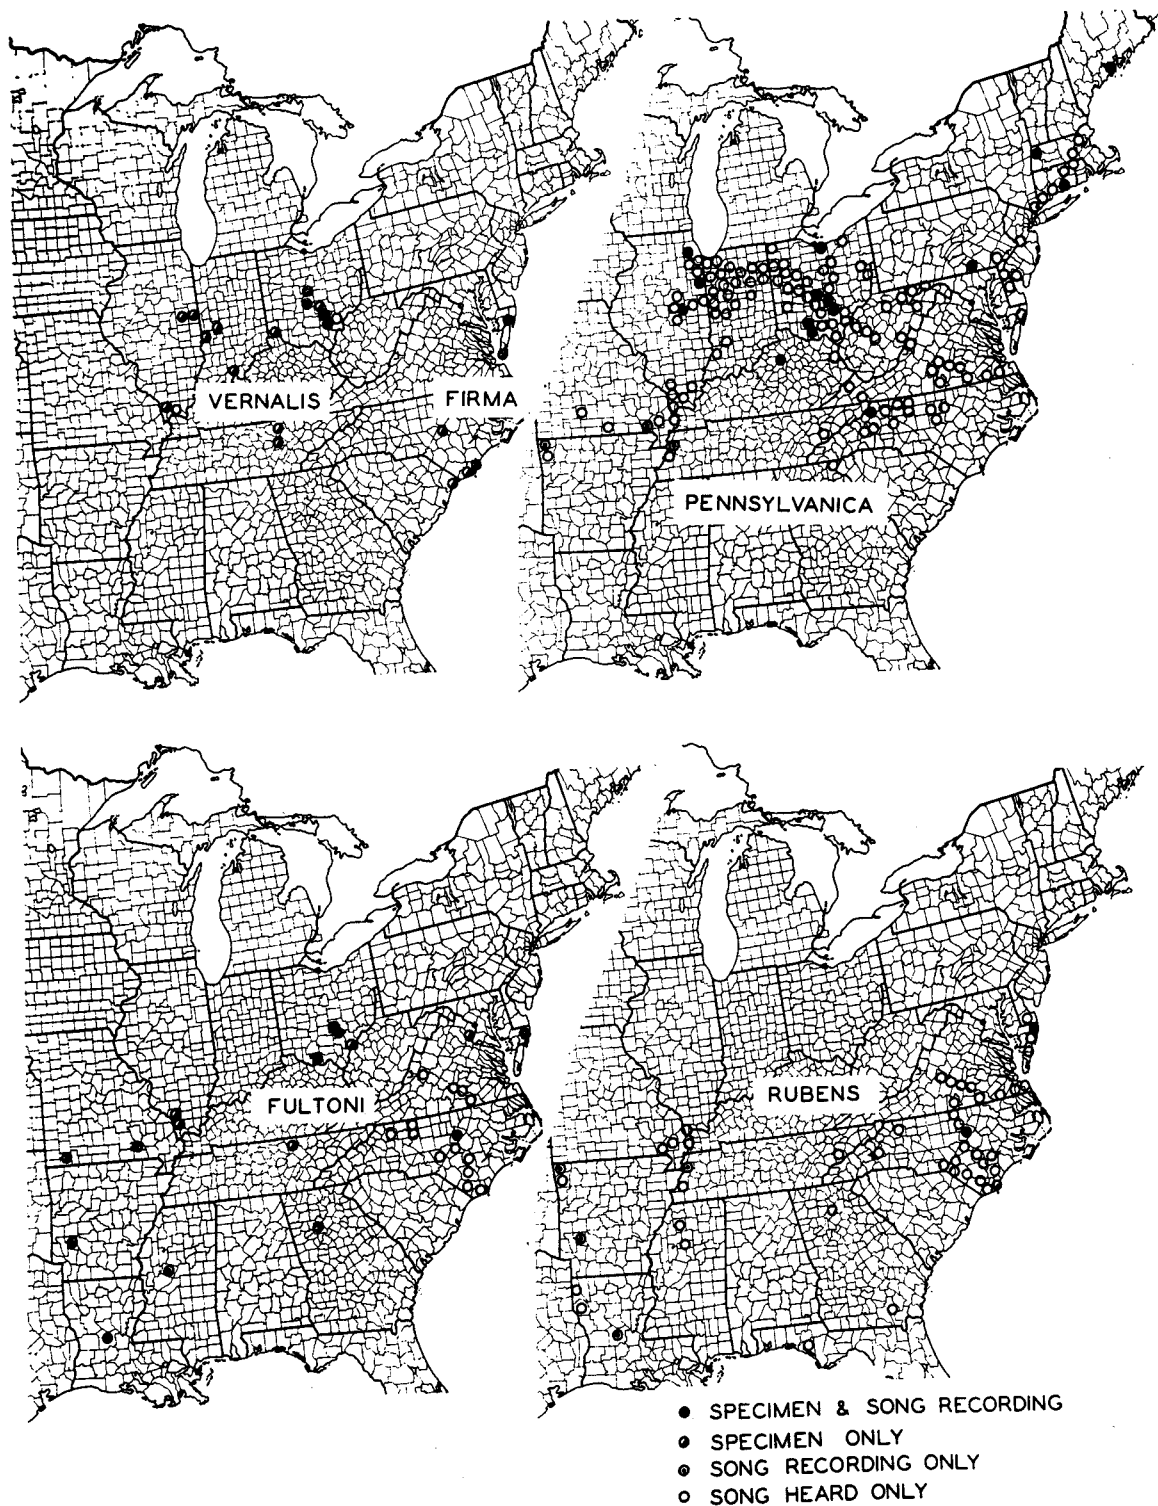 VERNALIS
FIRMA
PENNSYLVANICA
FULTONI
RUBENS
SPECIMEN & SONG RECORDING
SPECIMEN ONLY
SONG RECORDING ONLY
SONG HEARD ONLY